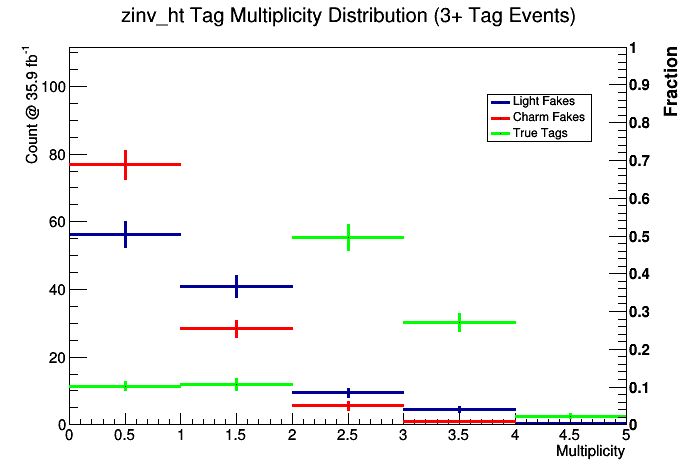 zinv_ht Tag Multiplicity Distribution (3+ Tag Events)
Count @ 35.9 fb⁻¹
Fraction
Light Fakes
Charm Fakes
True Tags
100
80
60
40
20
0
1
0.9
0.8
0.7
0.6
0.5
0.4
0.3
0.2
0.1
0
0 0.5 1 1.5 2 2.5 3 3.5 4 4.5 5
Multiplicity